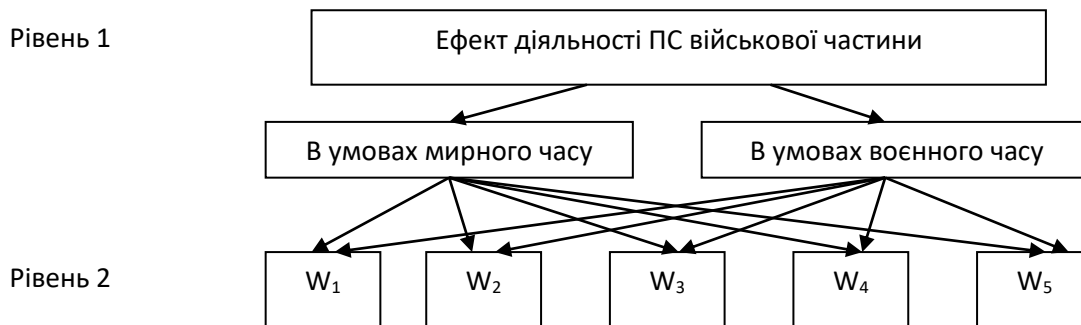 Рівень 1
Ефект діяльності ПС військової частини
В умовах мирного часу
В умовах воєнного часу
Рівень 2
W₁
W₂
W₃
W₄
W₅